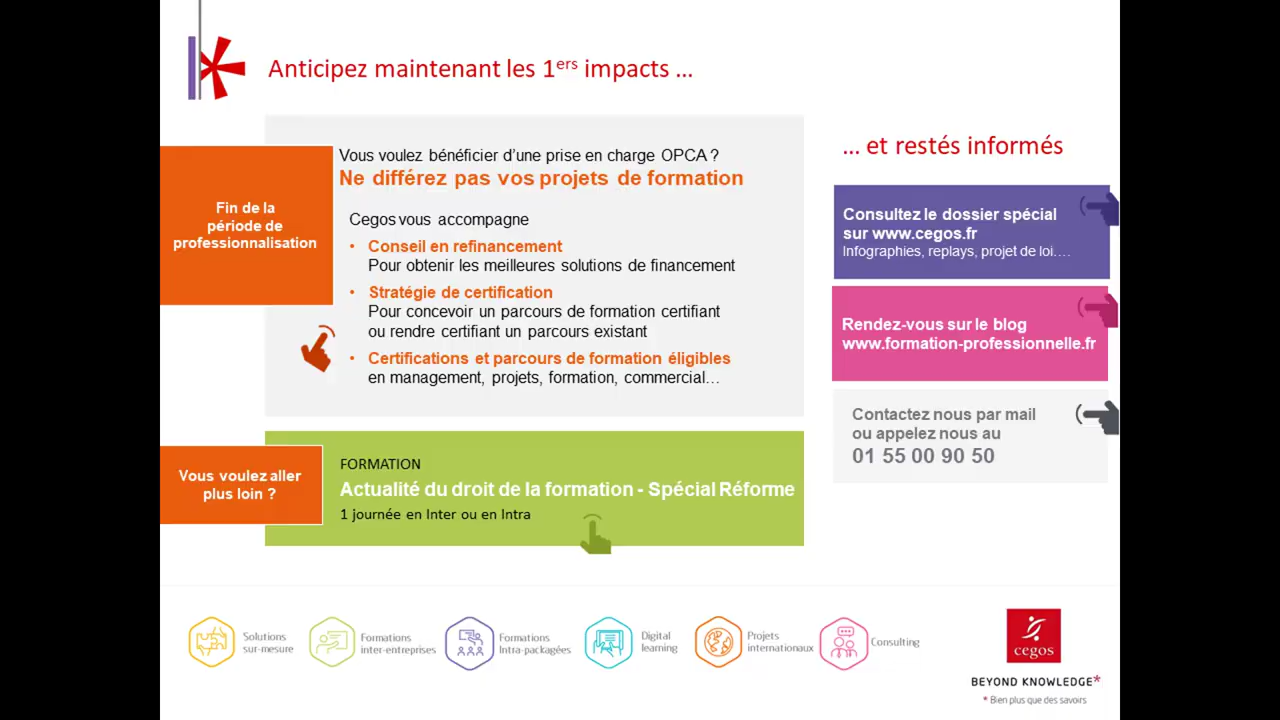 Anticipez maintenant les 1ers impacts ...
Fin de la
période de
professionnalisation
Vous voulez bénéficier d'une prise en charge OPCA ?
Ne différez pas vos projets de formation
Cegos vous accompagne
• Conseil en refinancement
Pour obtenir les meilleures solutions de financement
• Stratégie de certification
Pour concevoir un parcours de formation certifiant
ou rendre certifiant un parcours existant
• Certifications et parcours de formation éligibles
en management, projets, formation, commercial…
Vous voulez aller
plus loin ?
FORMATION
Actualité du droit de la formation - Spécial Réforme
1 journée en Inter ou en Intra
... et restés informés
Consultez le dossier spécial
sur www.cegos.fr
Infographies, replays, projet de loi….
Rendez-vous sur le blog
www.formation-professionnelle.fr
Contactez nous par mail
ou appelez nous au
01 55 00 90 50
Solutions
sur-mesure
Formations
inter-entreprises
Formations
Intra-packagées
Digital
learning
Projets
internationaux
Consulting
cegos
BEYOND KNOWLEDGE*
* Bien plus que des savoirs